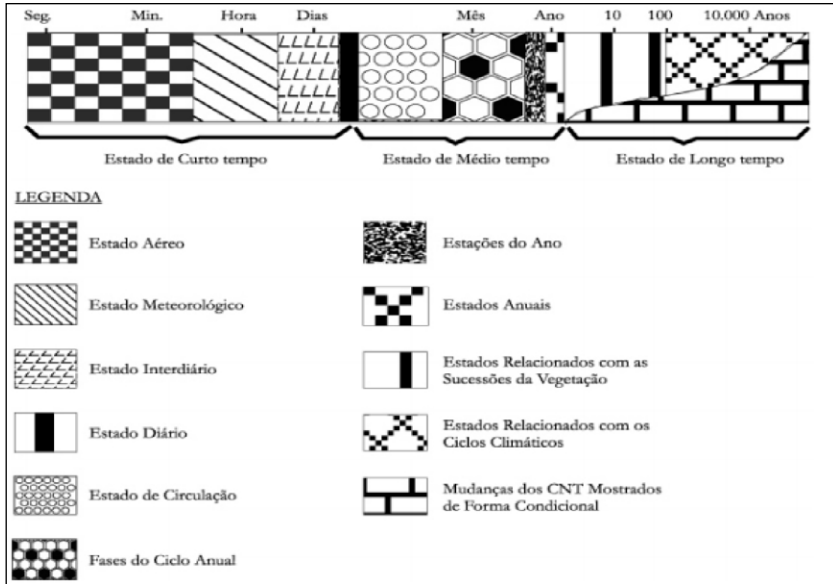 Seg. Min. Hora Dias Mês Ano 10 100 10.000 Anos
Estado de Curto tempo Estado de Médio tempo Estado de Longo tempo
LEGENDA
Estado Aéreo
Estado Meteorológico
Estado Interdiário
Estado Diário
Estado de Circulação
Fases do Ciclo Anual
Estações do Ano
Estados Anuais
Estados Relacionados com as
Sucessões da Vegetação
Estados Relacionados com os
Ciclos Climáticos
Mudanças dos CNT Mostrados
de Forma Condicional